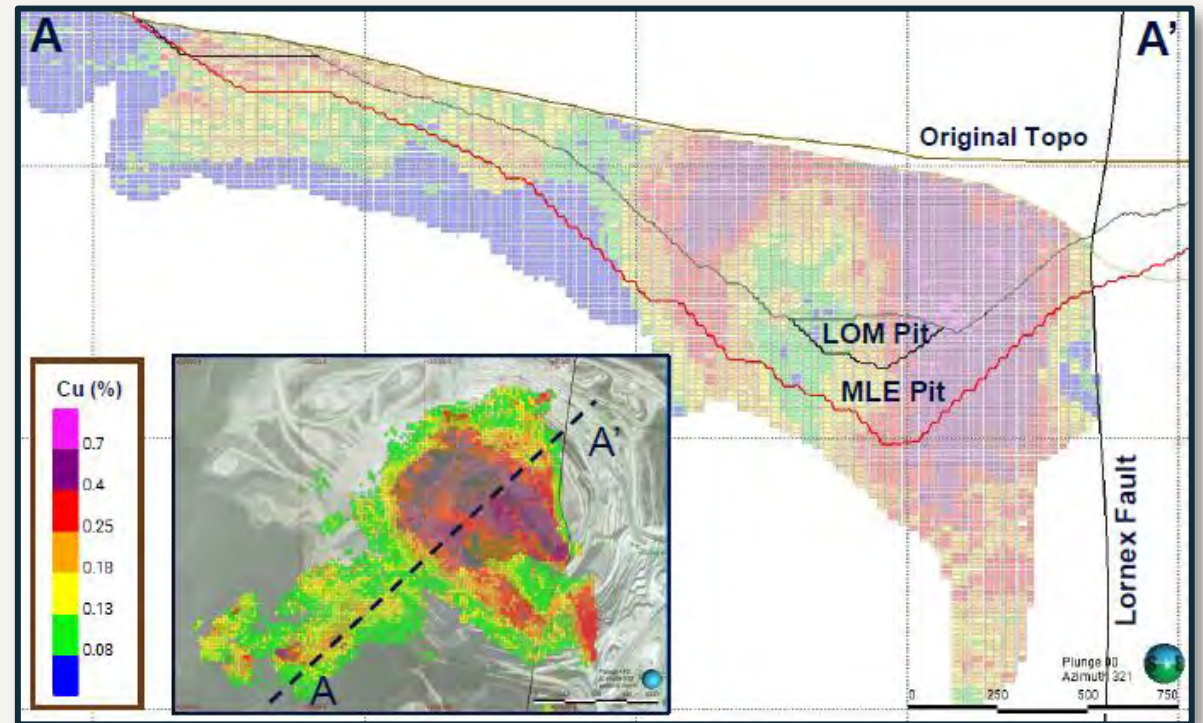 A
A'
Original Topo
LOM Pit
MLE Pit
Lornex Fault
Cu (%)
0.7
0.4
0.25
0.18
0.13
0.08
A'
A
Plunge 00
Azimuth 321
0 250 500 750